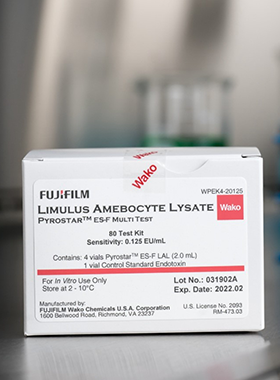 Wako
WPEK4-20125
FUJIFILM
LIMULUS AMEBOCYTE LYSATE
Wako
PYROSTAR™ ES-F MULTI TEST
80 Test Kit
Sensitivity: 0.125 EU/mL
Contains: 4 vials Pyrostar™ ES-F LAL (2.0 mL)
1 vial Control Standard Endotoxin
For In Vitro Use Only
Store at 2 - 10°C
Lot No.: 031902A
Exp. Date: 2022.02
Manufactured by:
FUJIFILM Wako Chemicals U.S.A. Corporation
1600 Bellwood Road, Richmond, VA 23237
U.S. License No. 2093
RM-473.03